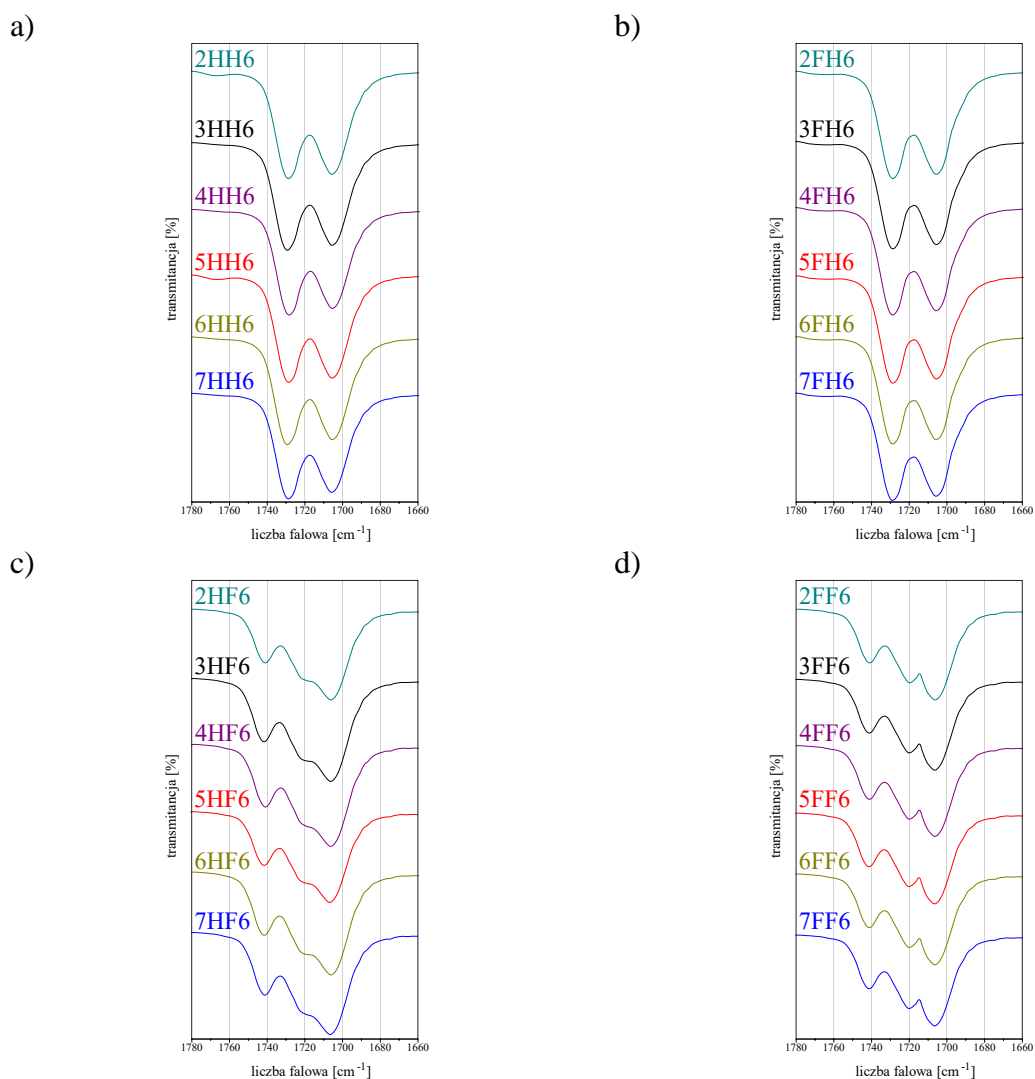 a)
2HH6
3HH6
4HH6
5HH6
6HH6
7HH6
transmitancja [%]
1780 1760 1740 1720 1700 1680 1660
liczba falowa [cm⁻¹]
b)
2FH6
3FH6
4FH6
5FH6
6FH6
7FH6
transmitancja [%]
1780 1760 1740 1720 1700 1680 1660
liczba falowa [cm⁻¹]
c)
2HF6
3HF6
4HF6
5HF6
6HF6
7HF6
transmitancja [%]
1780 1760 1740 1720 1700 1680 1660
liczba falowa [cm⁻¹]
d)
2FF6
3FF6
4FF6
5FF6
6FF6
7FF6
transmitancja [%]
1780 1760 1740 1720 1700 1680 1660
liczba falowa [cm⁻¹]